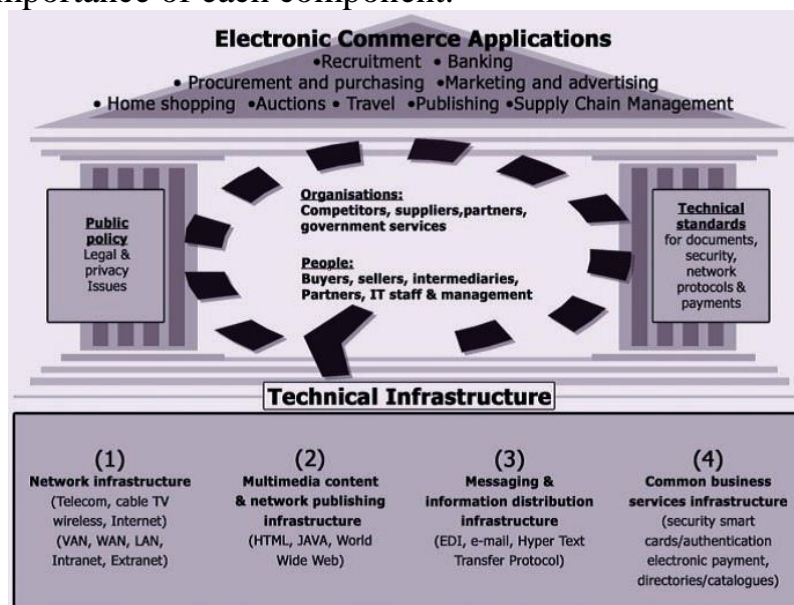 importance of each component.
Electronic Commerce Applications
•Recruitment • Banking
• Procurement and purchasing •Marketing and advertising
• Home shopping •Auctions • Travel •Publishing •Supply Chain Management
Public
policy
Legal &
privacy
Issues
Organisations:
Competitors, suppliers,partners,
government services
People:
Buyers, sellers, intermediaries,
Partners, IT staff & management
Technical
standards
for documents,
security,
network
protocols &
payments
Technical Infrastructure
(1)
Network infrastructure
(Telecom, cable TV
wireless, Internet)
(VAN, WAN, LAN,
Intranet, Extranet)
(2)
Multimedia content
& network publishing
infrastructure
(HTML, JAVA, World
Wide Web)
(3)
Messaging &
information distribution
infrastructure
(EDI, e-mail, Hyper Text
Transfer Protocol)
(4)
Common business
services infrastructure
(security smart
cards/authentication
electronic payment,
directories/catalogues)